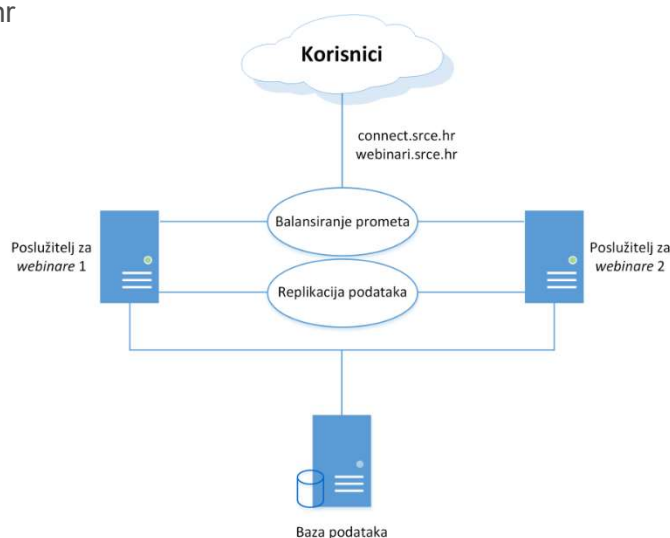 hr
Korisnici
connect.srce.hr
webinari.srce.hr
Balansiranje prometa
Poslužitelj za
webinare 1
Poslužitelj za
webinare 2
Replikacija podataka
Baza podataka